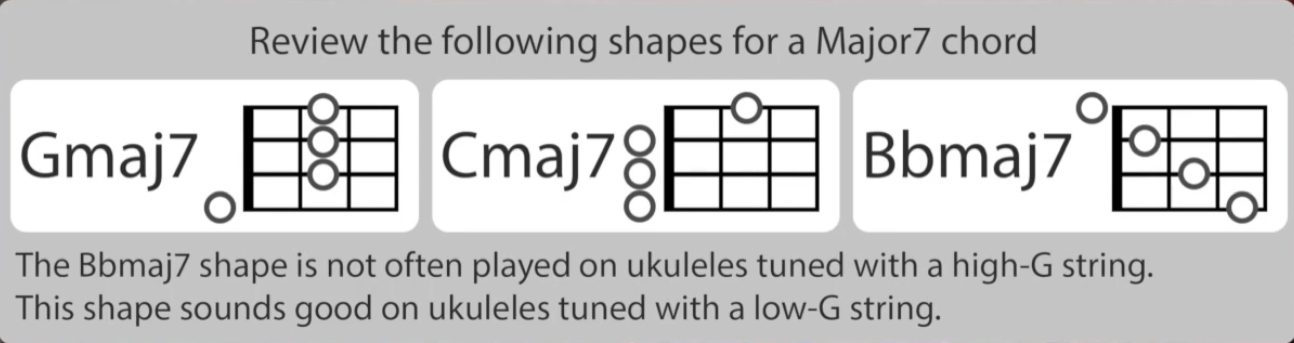 Review the following shapes for a Major7 chord
Gmaj7
Cmaj7
Bbmaj7
The Bbmaj7 shape is not often played on ukuleles tuned with a high-G string.
This shape sounds good on ukuleles tuned with a low-G string.